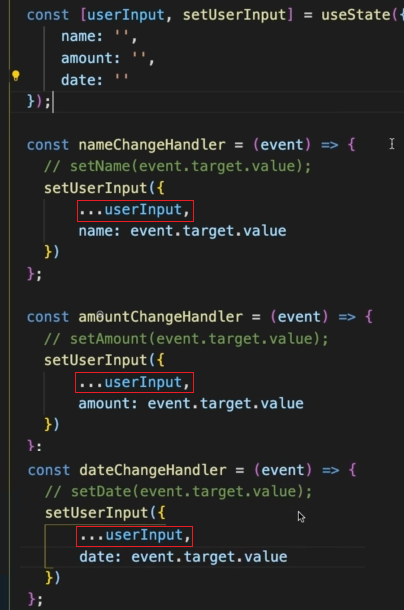 const [userInput, setUserInput] = useState({
name: '',
amount: '',
date: ''
});
const nameChangeHandler = (event) => {
// setName(event.target.value);
setUserInput({
...userInput,
name: event.target.value
})
};
const amountChangeHandler = (event) => {
// setAmount(event.target.value);
setUserInput({
...userInput,
amount: event.target.value
})
};
const dateChangeHandler = (event) => {
// setDate(event.target.value);
setUserInput({
...userInput,
date: event.target.value
})
};